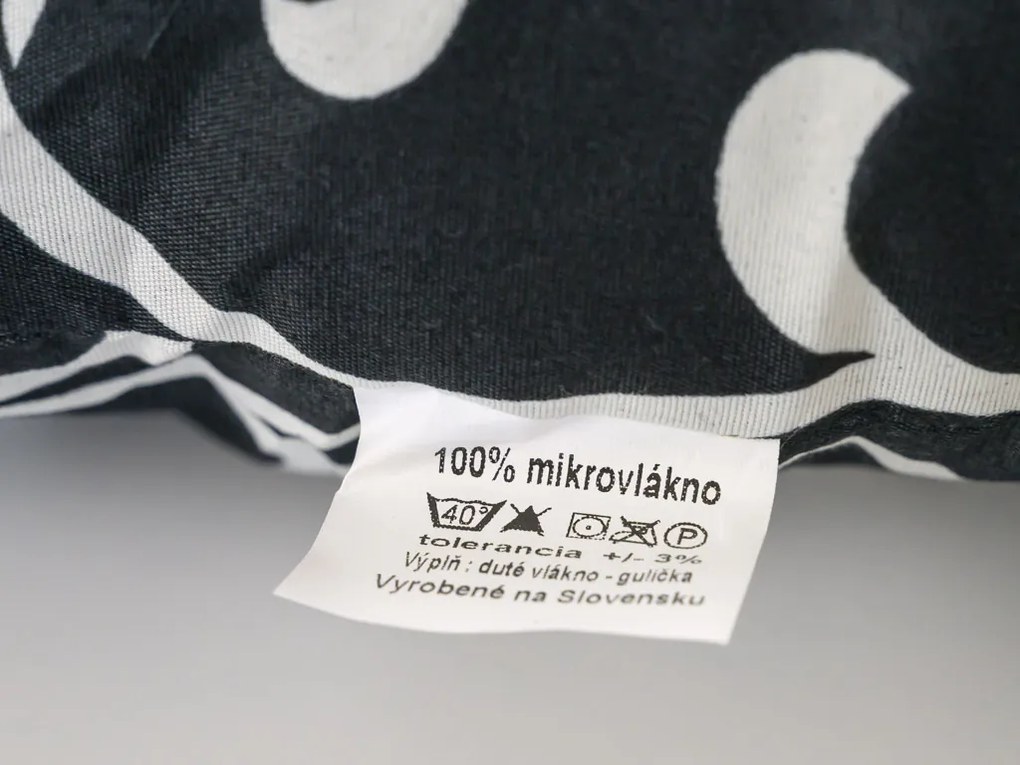 100% mikrovlákno
40° P
tolerancia +/- 3%
Výplň : duté vlákno - gulička
Vyrobené na Slovensku